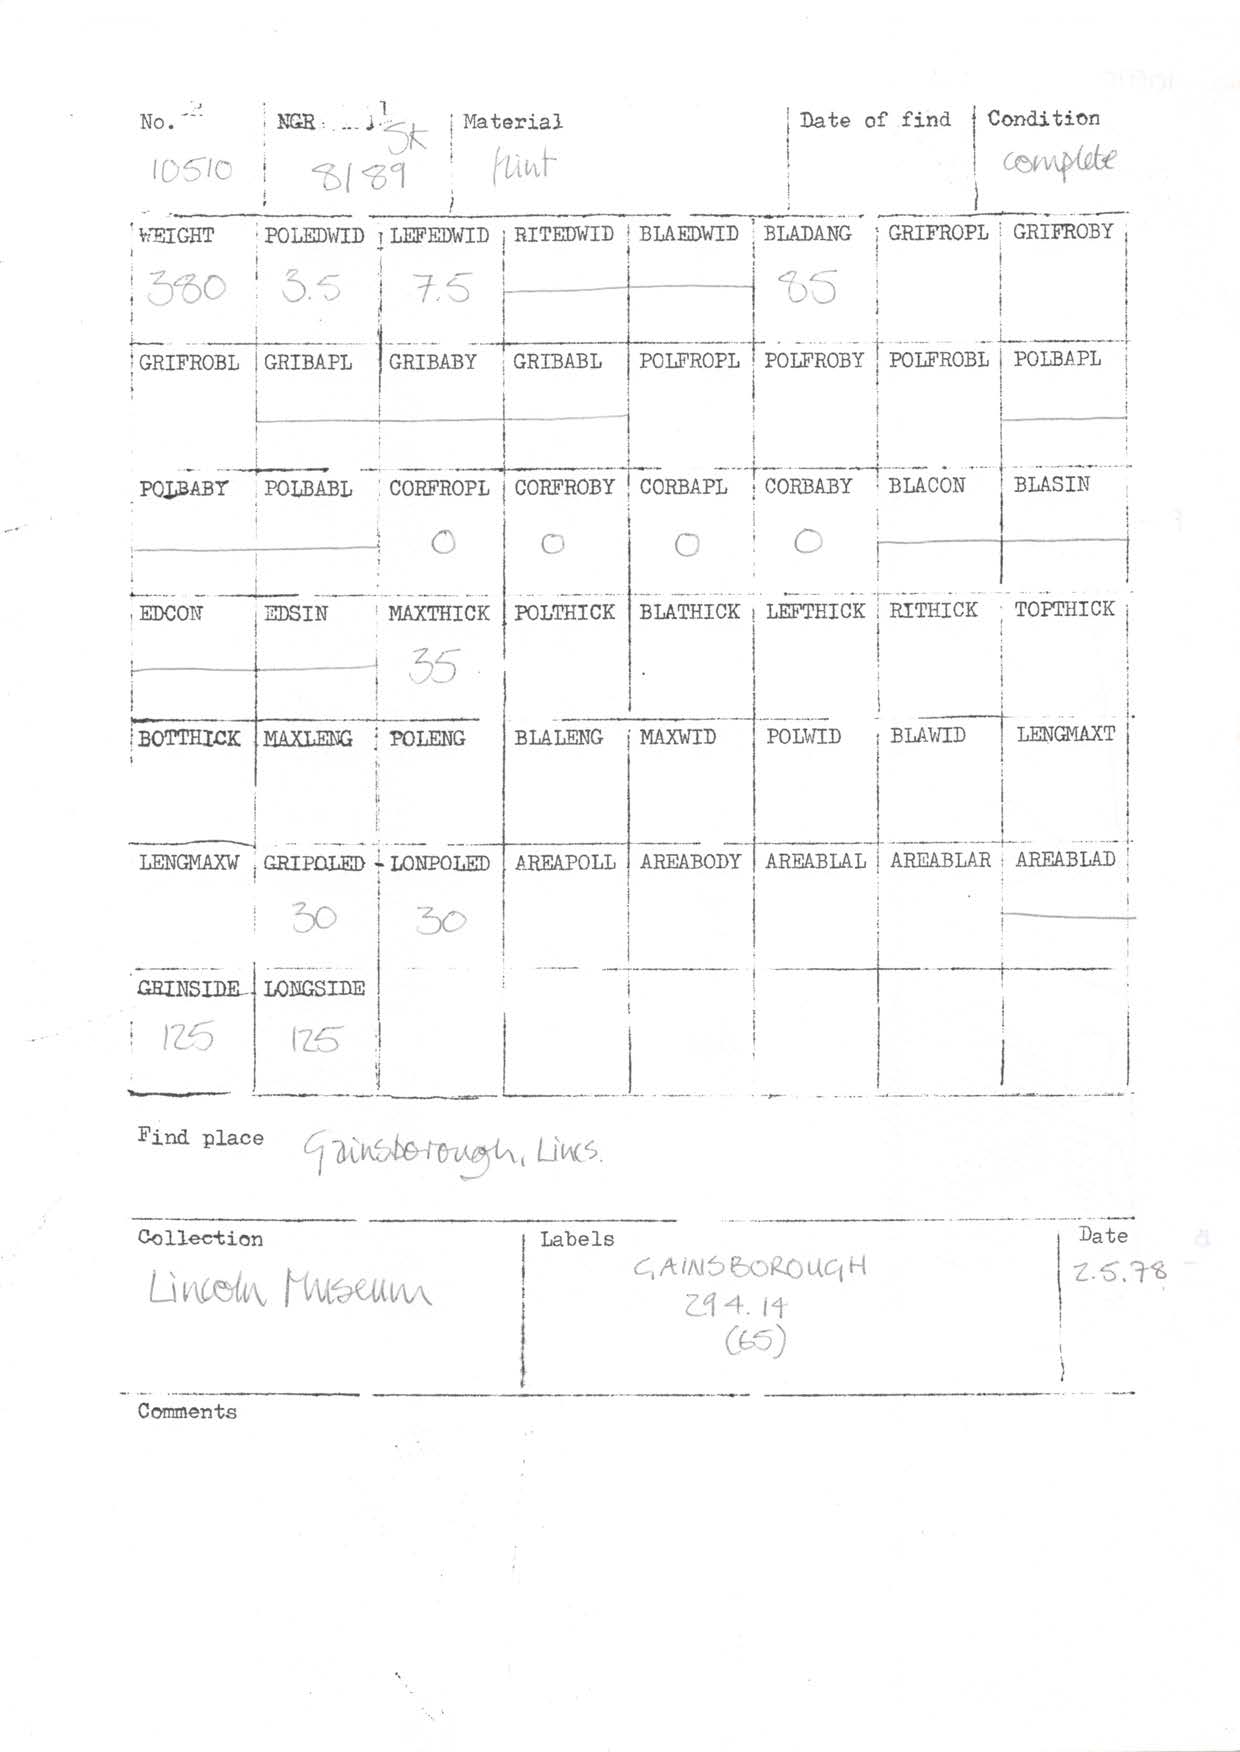 No. NGR Material Date of find Condition
10510 SK 8189 flint complete
WEIGHT POLEDWID LEFEDWID RITEDWID BLAEDWID BLADANG GRIFROPL GRIFROBY
380 3.5 7.5 85
GRIFROBL GRIBAPL GRIBABY GRIBABL POLFROPL POLFROBY POLFROBL POLBAPL
POLBABY POLBABL CORFROPL CORFROBY CORBAPL CORBABY BLACON BLASIN
0 0 0 0
EDCON EDSIN MAXTHICK POLTHICK BLATHICK LEFTHICK RITHICK TOPTHICK
35
BOTTHICK MAXLENG POLENG BLALENG MAXWID POLWID BLAWID LENGMAXT
LENGMAXW GRIPOLED LONPOLED AREAPOLL AREABODY AREABLAL AREABLAR AREABLAD
30 30
GRINSIDE LONGSIDE
125 125
Find place Gainsborough, Lincs.
Collection Labels Date
Lincoln Museum GAINSBOROUGH 2.5.78
294.14
(65)
Comments